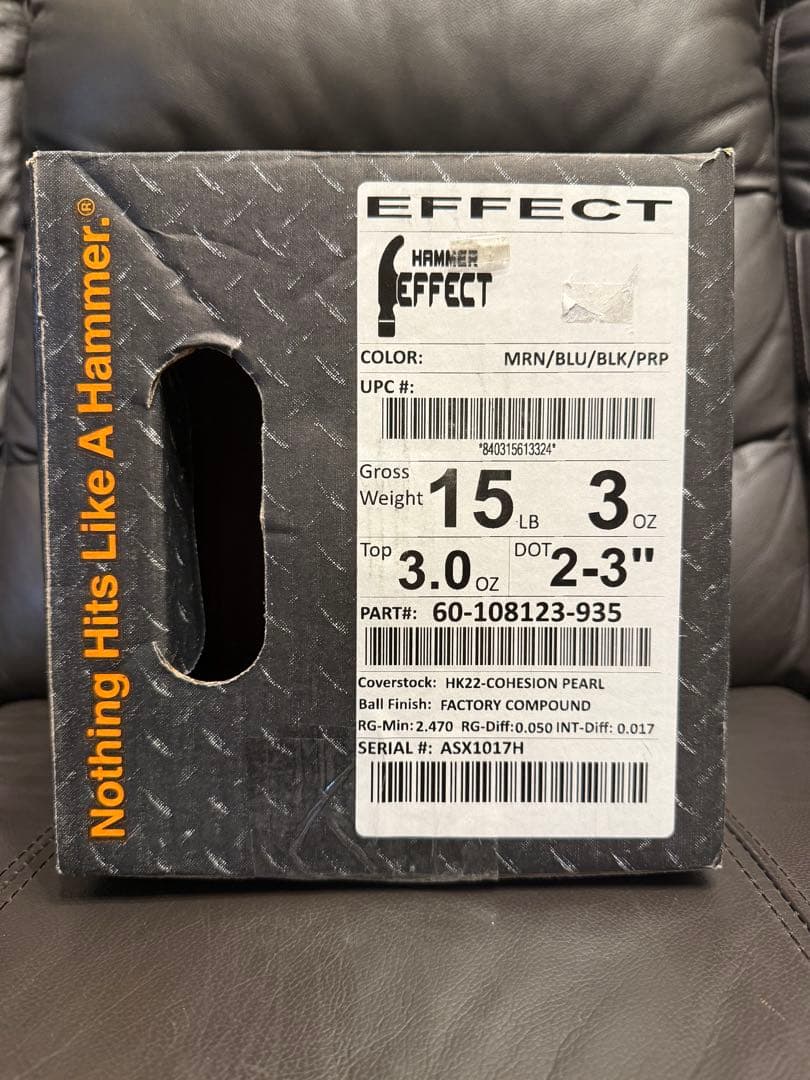 Nothing Hits Like A Hammer.®
EFFECT
HAMMER
EFFECT
COLOR: MRN/BLU/BLK/PRP
UPC #:
*840315613324*
Gross Weight 15 LB 3 OZ
Top 3.0 OZ DOT 2-3"
PART#: 60-108123-935
Coverstock: HK22-COHESION PEARL
Ball Finish: FACTORY COMPOUND
RG-Min: 2.470 RG-Diff: 0.050 INT-Diff: 0.017
SERIAL #: ASX1017H